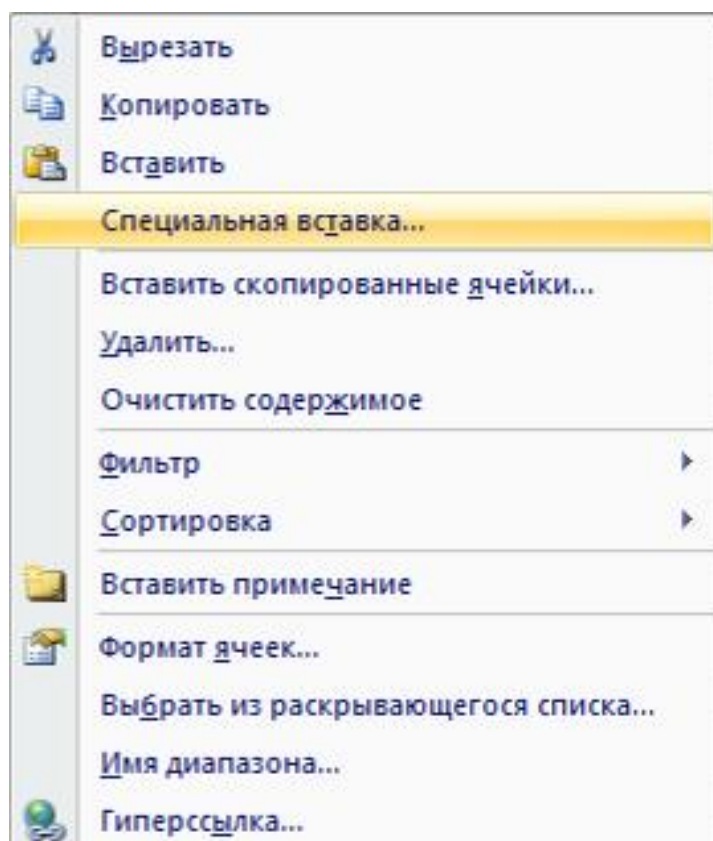 Вырезать
Копировать
Вставить
Специальная вставка...
Вставить скопированные ячейки...
Удалить...
Очистить содержимое
Фильтр
Сортировка
Вставить примечание
Формат ячеек...
Выбрать из раскрывающегося списка...
Имя диапазона...
Гиперссылка...